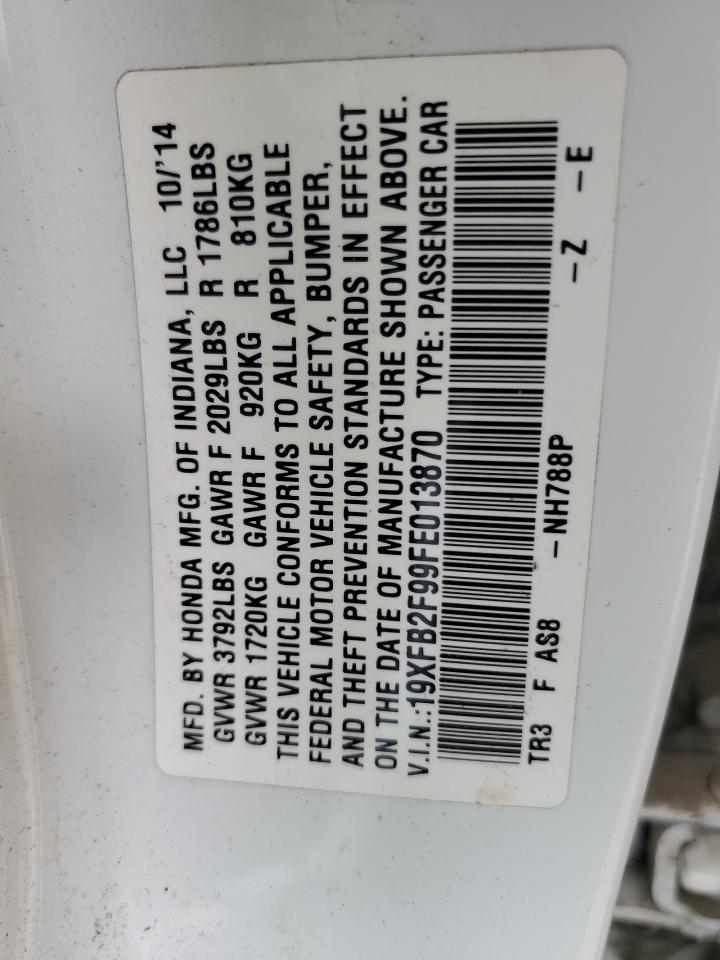 MFD. BY HONDA MFG. OF INDIANA, LLC 10/'14
GVWR 3792LBS GAWR F 2029LBS R 1786LBS
GVWR 1720KG GAWR F 920KG R 810KG
THIS VEHICLE CONFORMS TO ALL APPLICABLE
FEDERAL MOTOR VEHICLE SAFETY, BUMPER,
AND THEFT PREVENTION STANDARDS IN EFFECT
ON THE DATE OF MANUFACTURE SHOWN ABOVE.
V.I.N.:19XFB2F99FE013870 TYPE: PASSENGER CAR
TR3 F AS8 –NH788P –Z –E